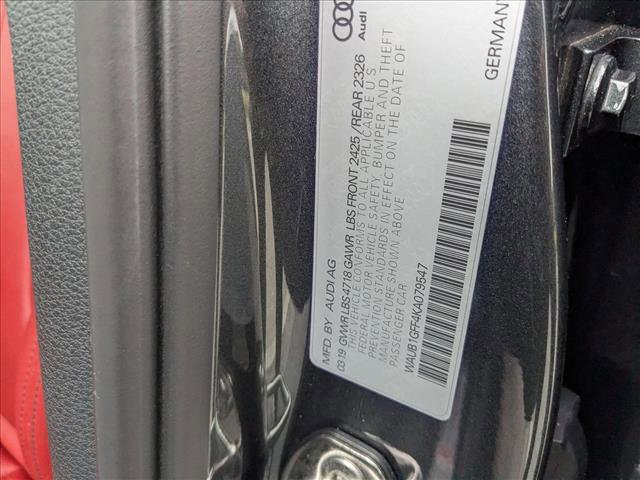 Audi
GERMANY
MFD. BY AUDI AG
03 19 GVWR LBS 4718 GAWR LBS FRONT 2425 / REAR 2326
THIS VEHICLE CONFORMS TO ALL APPLICABLE U.S.
FEDERAL MOTOR VEHICLE SAFETY, BUMPER AND THEFT
PREVENTION STANDARDS IN EFFECT ON THE DATE OF
MANUFACTURE SHOWN ABOVE
PASSENGER CAR
WAUB1GFF4KA079547